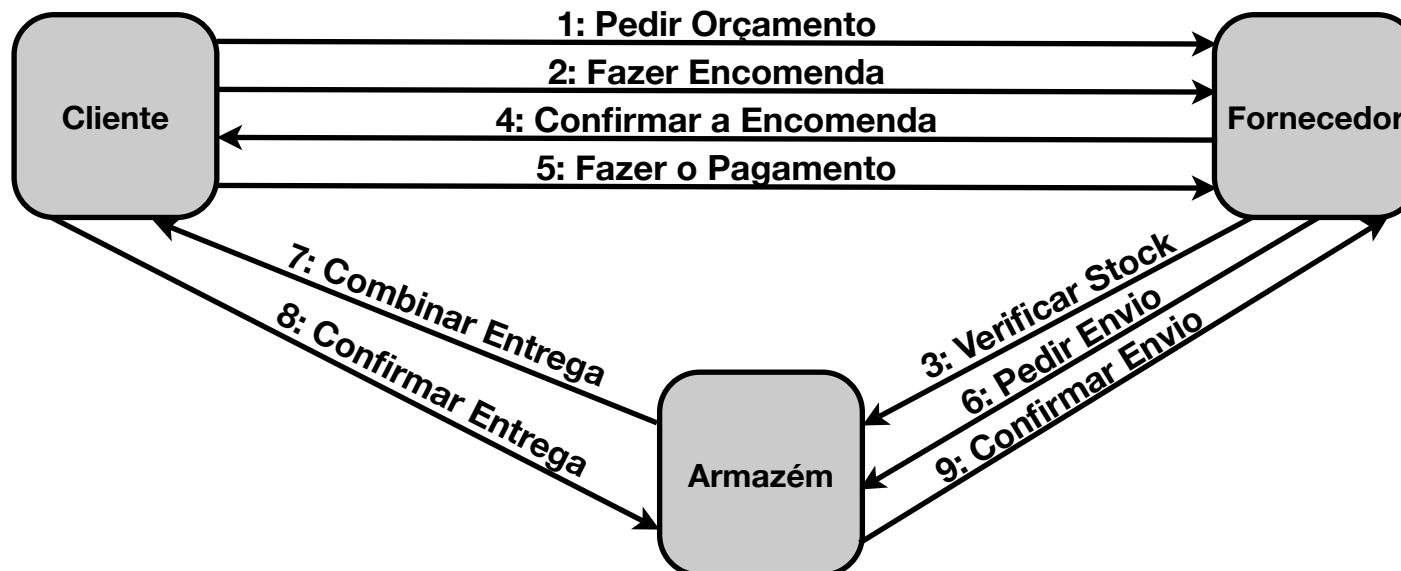 1: Pedir Orçamento
2: Fazer Encomenda
Cliente
4: Confirmar a Encomenda
Fornecedor
5: Fazer o Pagamento
7: Combinar Entrega
8: Confirmar Entrega
3: Verificar Stock
6: Pedir Envio
9: Confirmar Envio
Armazém